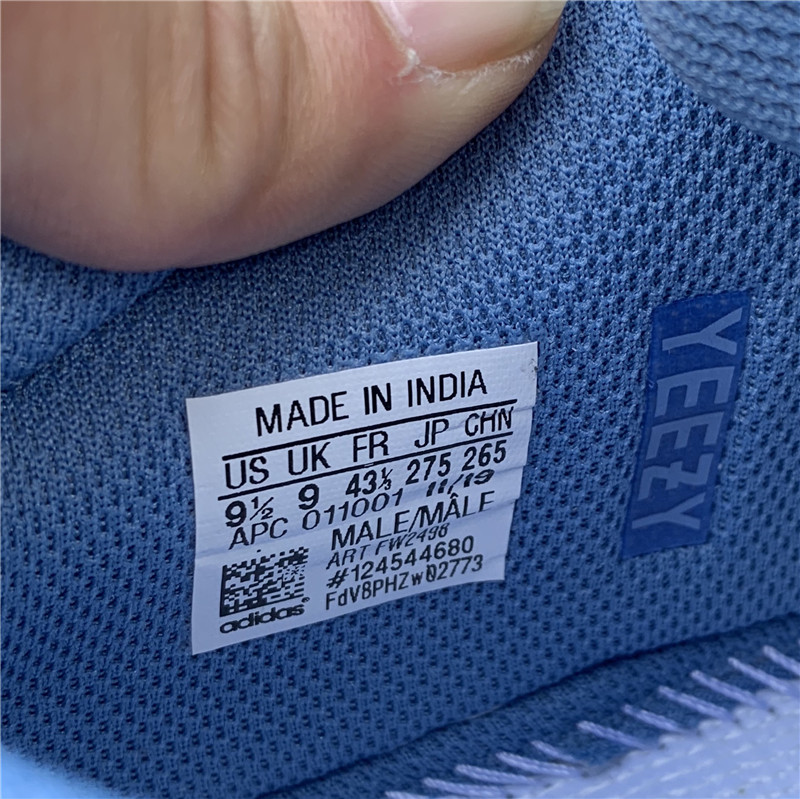 MADE IN INDIA
US UK FR JP CHN
9½ 9 43⅓ 275 265
APC 011001 11/19
MALE/MÂLE
ART FW2498
#124544680
FdVBPHZw02773
adidas®
YEEZY